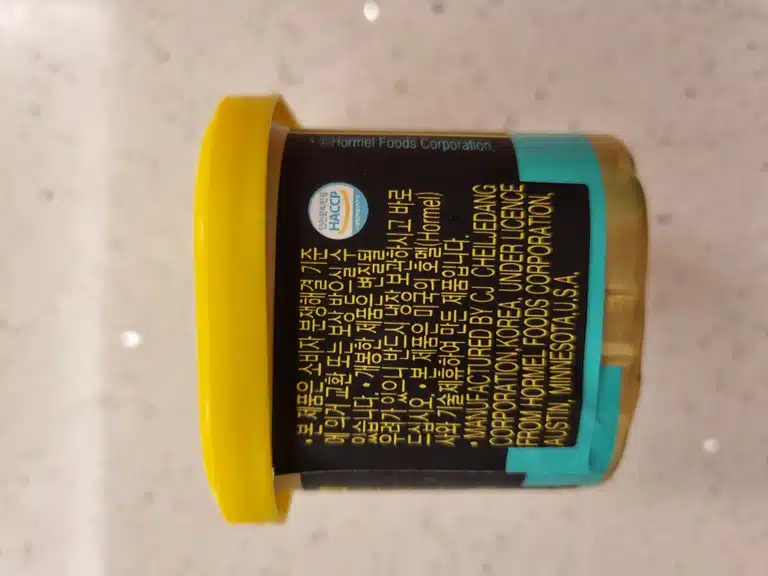 • 본 제품은 소비자 분쟁해결 기준
에 의거 교환 또는 보상 받으실 수
있습니다. • 개봉한 제품은 변질될
우려가 있으니 반드시 냉장 보관하시고 바로
드십시오. • 본 제품은 미국의 호멜(Hormel)
사와 기술제휴하여 만든 제품입니다.
• MANUFACTURED BY CJ CHEILJEDANG
CORPORATION, KOREA, UNDER LICENCE
FROM HORMEL FOODS CORPORATION,
AUSTIN, MINNESOTA, U.S.A.
HACCP
©Hormel Foods Corporation.